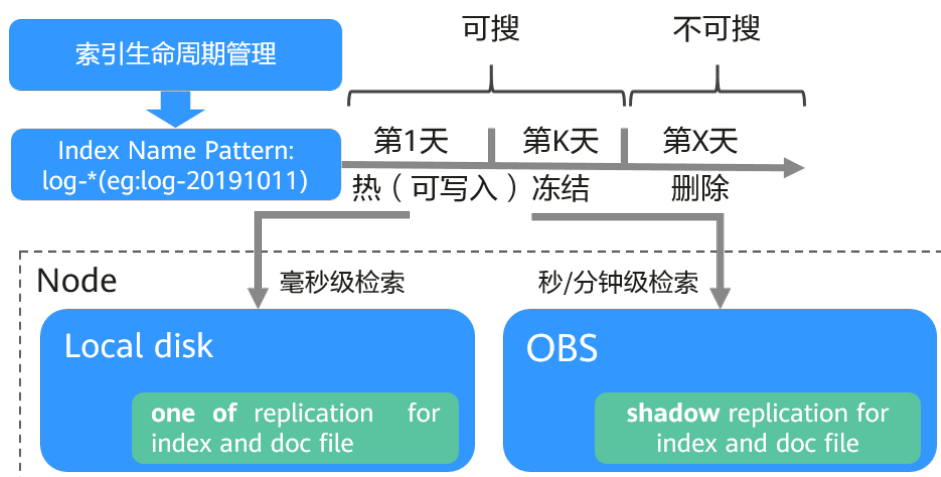 索引生命周期管理
可搜
不可搜
Index Name Pattern:
log-*(eg:log-20191011)
第1天
第K天
第X天
热（可写入）
冻结
删除
Node
毫秒级检索
秒/分钟级检索
Local disk
one of replication for
index and doc file
OBS
shadow replication for
index and doc file